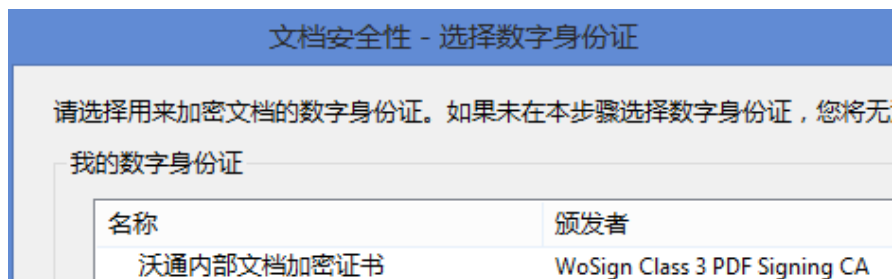 文档安全性 - 选择数字身份证
请选择用来加密文档的数字身份证。如果未在本步骤选择数字身份证，您将无
我的数字身份证
名称 颁发者
沃通内部文档加密证书 WoSign Class 3 PDF Signing CA